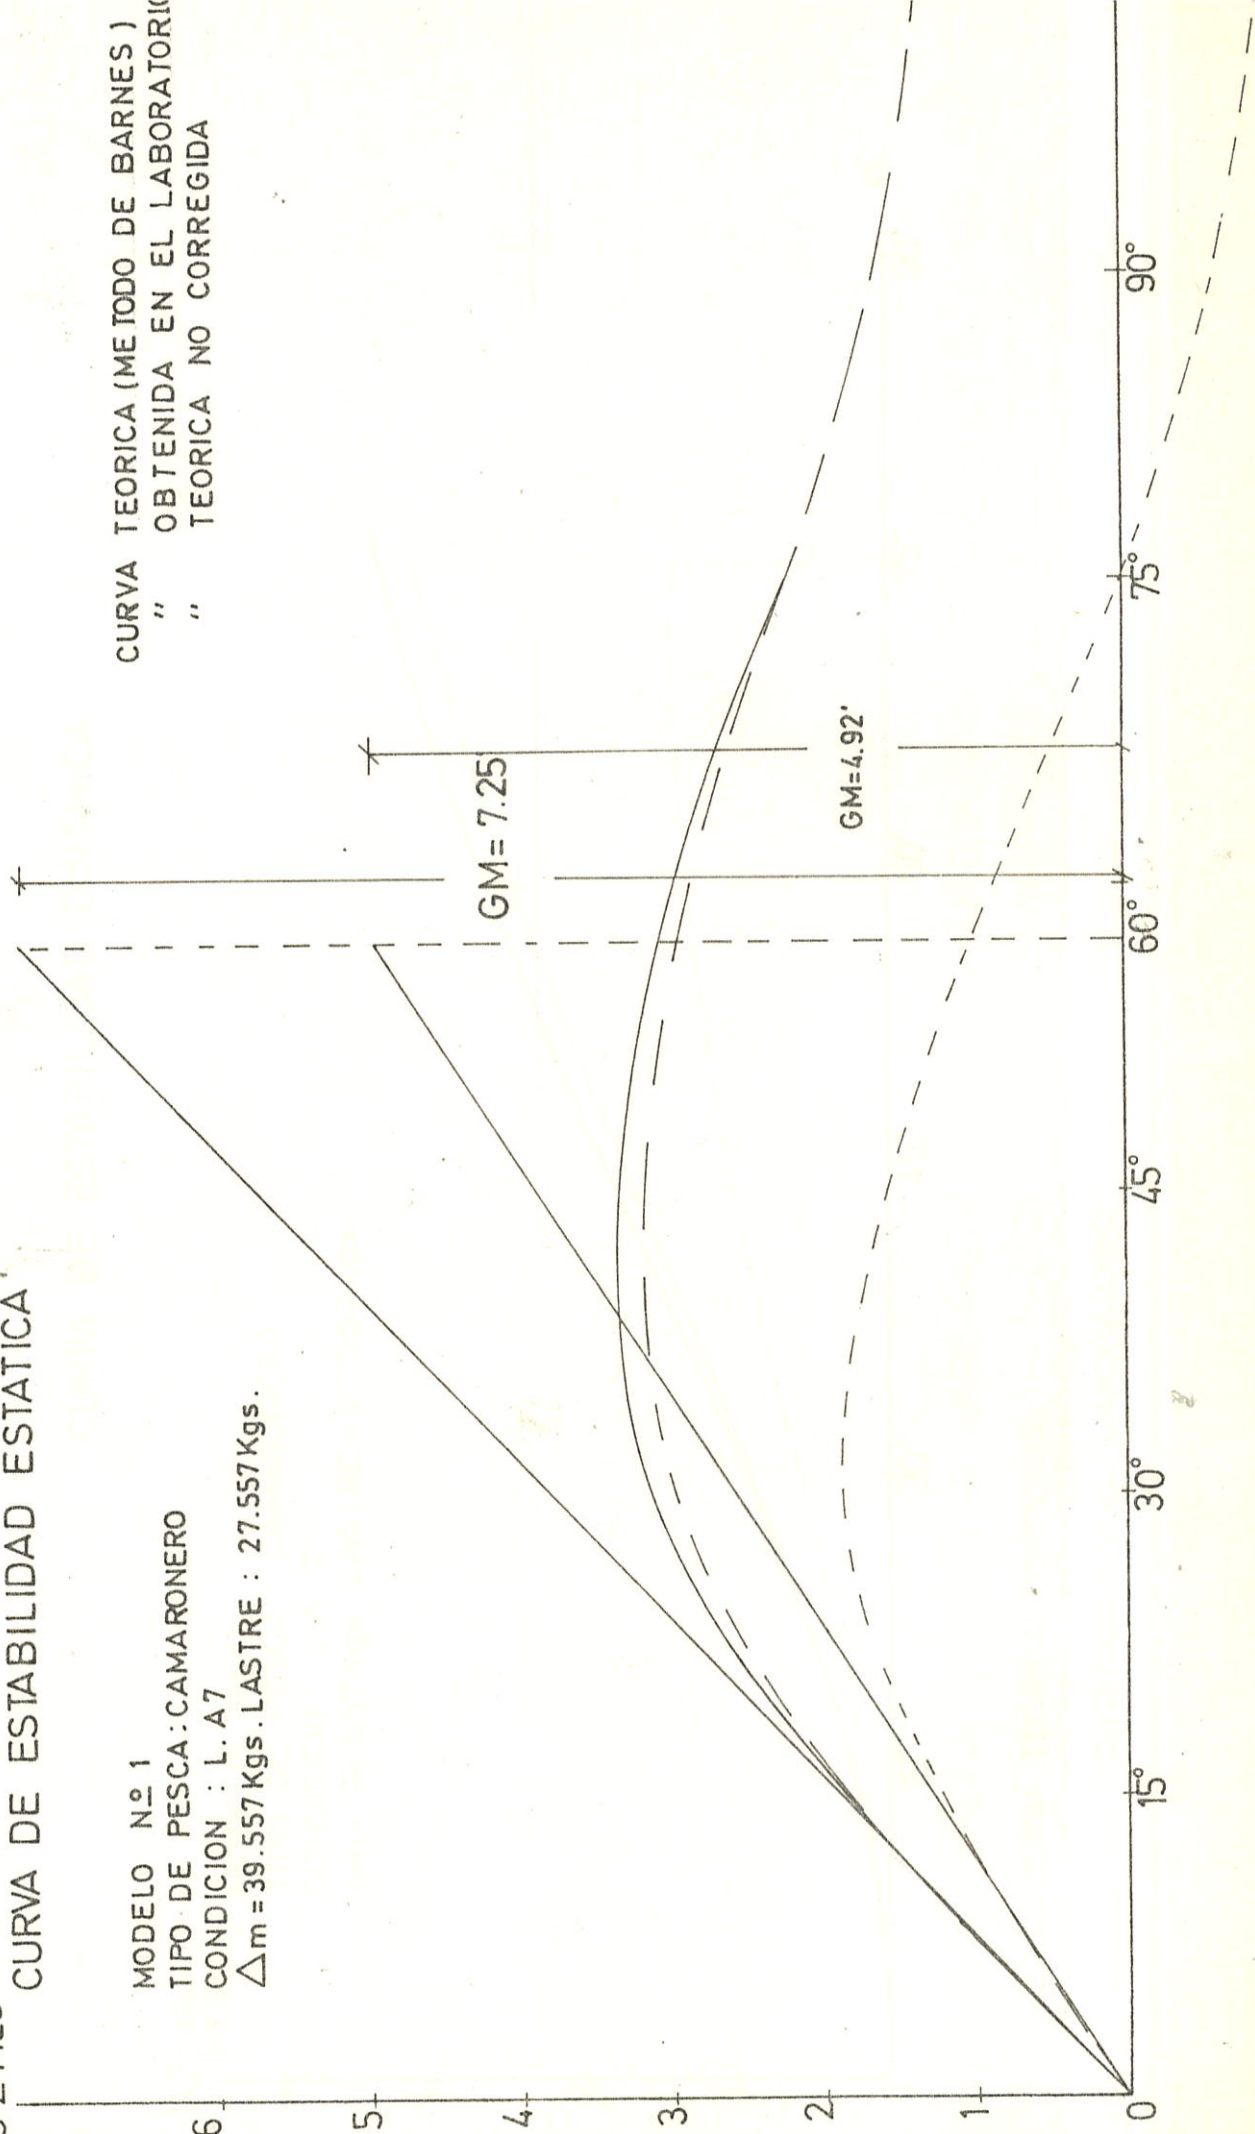 CURVA DE ESTABILIDAD ESTATICA
MODELO Nº 1
TIPO DE PESCA: CAMARONERO
CONDICION : L. A7
△m = 39.557 Kgs. LASTRE : 27.557 Kgs.
CURVA TEORICA (METODO DE BARNES)
" OBTENIDA EN EL LABORATORIO
" TEORICA NO CORREGIDA
GM= 7.25'
GM=4.92'
6
5
4
3
2
1
0
15°
30°
45°
60°
75°
90°